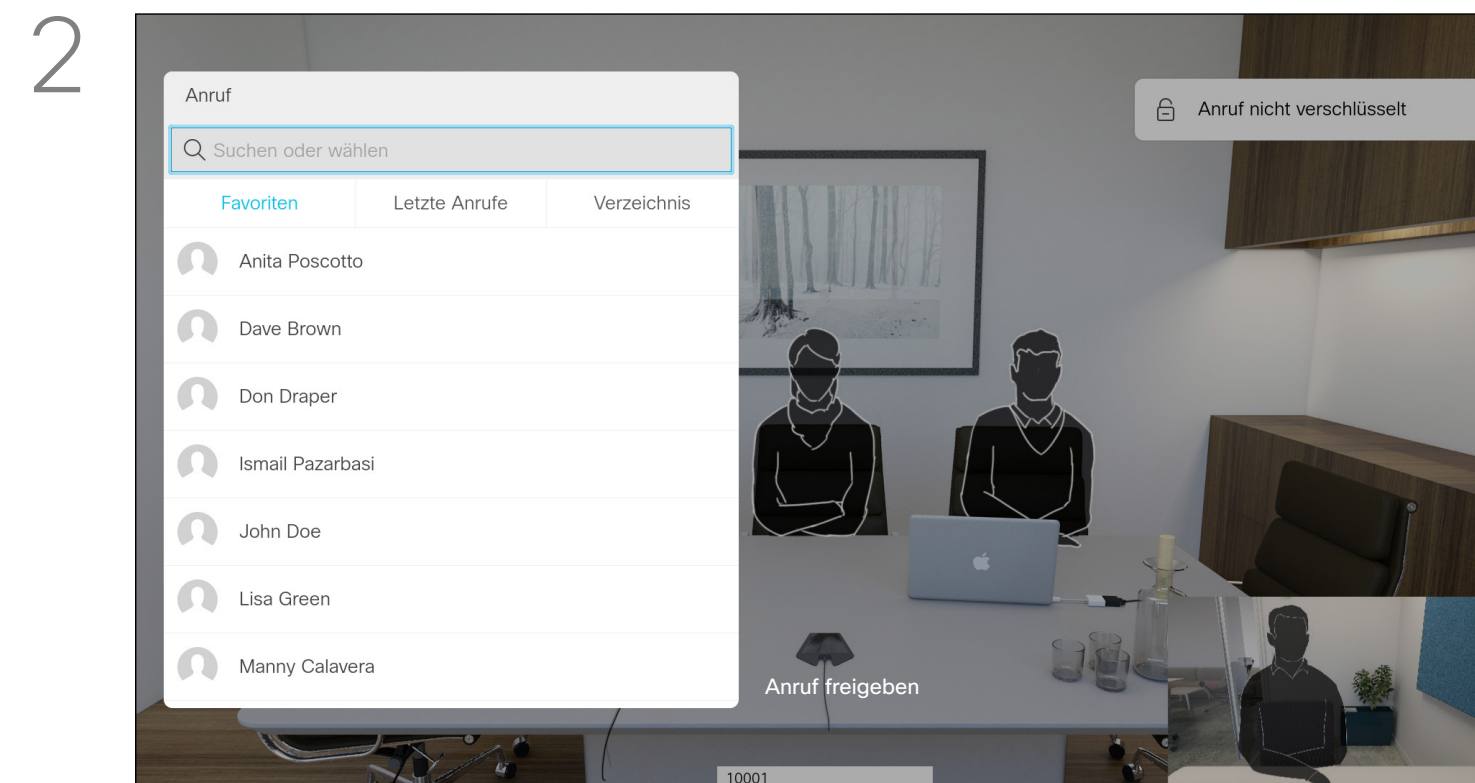 2
Anruf
Anruf nicht verschlüsselt
Suchen oder wählen
Favoriten Letzte Anrufe Verzeichnis
Anita Poscotto
Dave Brown
Don Draper
Ismail Pazarbasi
John Doe
Lisa Green
Manny Calavera
Anruf freigeben
10001